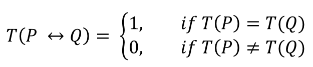 T(P ↔ Q) = { 1, if T(P) = T(Q)
0, if T(P) ≠ T(Q)